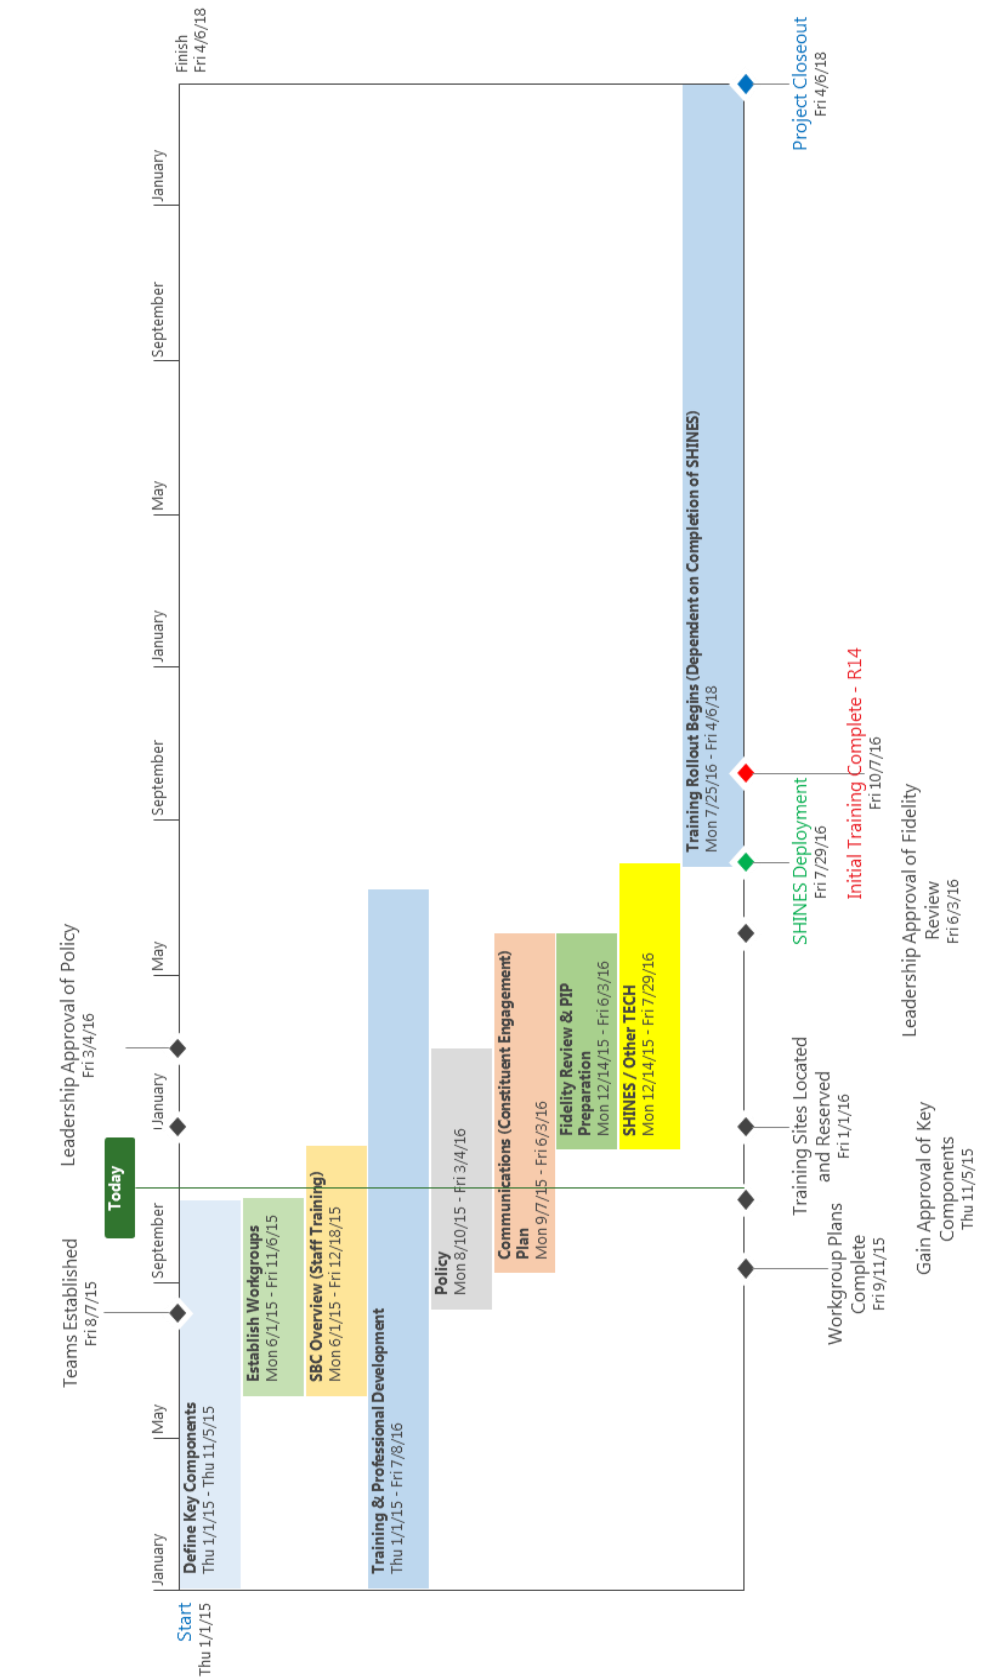 Teams Established
Fri 8/7/15
Leadership Approval of Policy
Fri 3/4/16
Today
January
May
September
January
May
September
January
May
September
January
Start
Thu 1/1/15
Finish
Fri 4/6/18
Define Key Components
Thu 1/1/15 - Thu 11/5/15
Establish Workgroups
Mon 6/1/15 - Fri 11/6/15
SBC Overview (Staff Training)
Mon 6/1/15 - Fri 12/18/15
Training & Professional Development
Thu 1/1/15 - Fri 7/8/16
Policy
Mon 8/10/15 - Fri 3/4/16
Communications (Constituent Engagement)
Plan
Mon 9/7/15 - Fri 6/3/16
Fidelity Review & PIP
Preparation
Mon 12/14/15 - Fri 6/3/16
SHINES / Other TECH
Mon 12/14/15 - Fri 7/29/16
Training Rollout Begins (Dependent on Completion of SHINES)
Mon 7/25/16 - Fri 4/6/18
Workgroup Plans
Complete
Fri 9/11/15
Gain Approval of Key
Components
Thu 11/5/15
Training Sites Located
and Reserved
Fri 1/1/16
Leadership Approval of Fidelity
Review
Fri 6/3/16
SHINES Deployment
Fri 7/29/16
Initial Training Complete - R14
Fri 10/7/16
Project Closeout
Fri 4/6/18